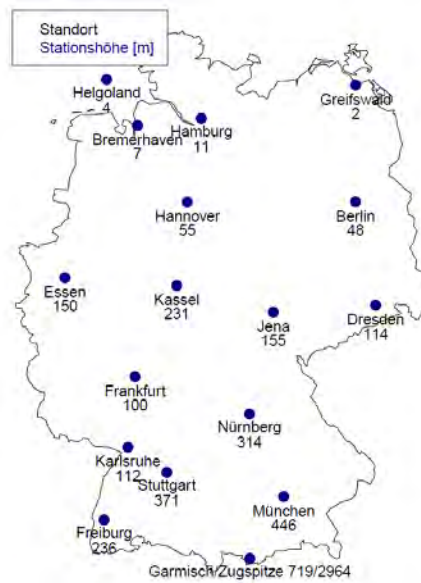 Standort
Stationshöhe [m]
Helgoland
4
Greifswald
2
Hamburg
11
Bremerhaven
7
Hannover
55
Berlin
48
Essen
150
Kassel
231
Jena
155
Dresden
114
Frankfurt
100
Nürnberg
314
Karlsruhe
112
Stuttgart
371
München
446
Freiburg
236
Garmisch/Zugspitze 719/2964